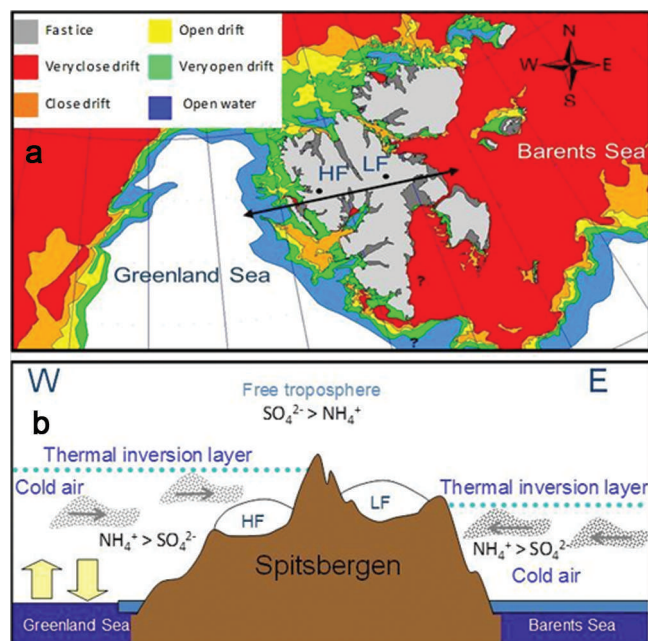 Fast ice
Open drift
Very close drift
Very open drift
Close drift
Open water
N
W E
S
a
HF LF
Barents Sea
Greenland Sea
?
?
W E
b
Free troposphere
SO₄²⁻ > NH₄⁺
Thermal inversion layer
Cold air
Thermal inversion layer
HF
LF
NH₄⁺ > SO₄²⁻
NH₄⁺ > SO₄²⁻
Spitsbergen
Cold air
Greenland Sea
Barents Sea